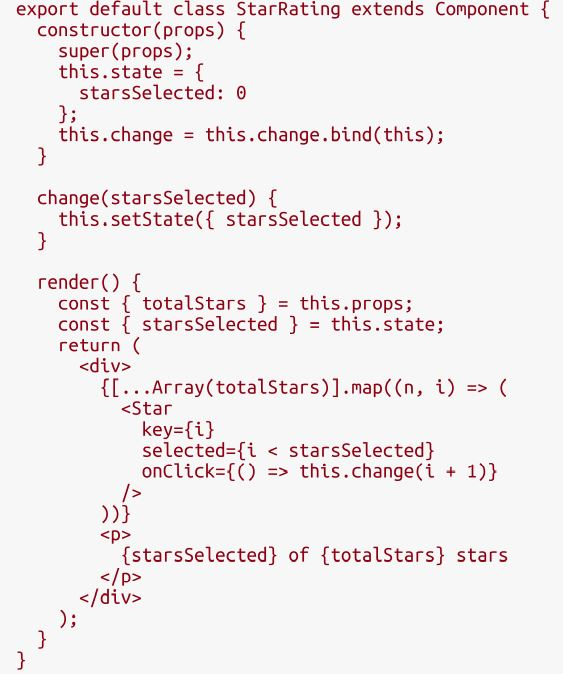 export default class StarRating extends Component {
  constructor(props) {
    super(props);
    this.state = {
      starsSelected: 0
    };
    this.change = this.change.bind(this);
  }

  change(starsSelected) {
    this.setState({ starsSelected });
  }

  render() {
    const { totalStars } = this.props;
    const { starsSelected } = this.state;
    return (
      <div>
        {[...Array(totalStars)].map((n, i) => (
          <Star
            key={i}
            selected={i < starsSelected}
            onClick={() => this.change(i + 1)}
          />
        ))}
        <p>
          {starsSelected} of {totalStars} stars
        </p>
      </div>
    );
  }
}